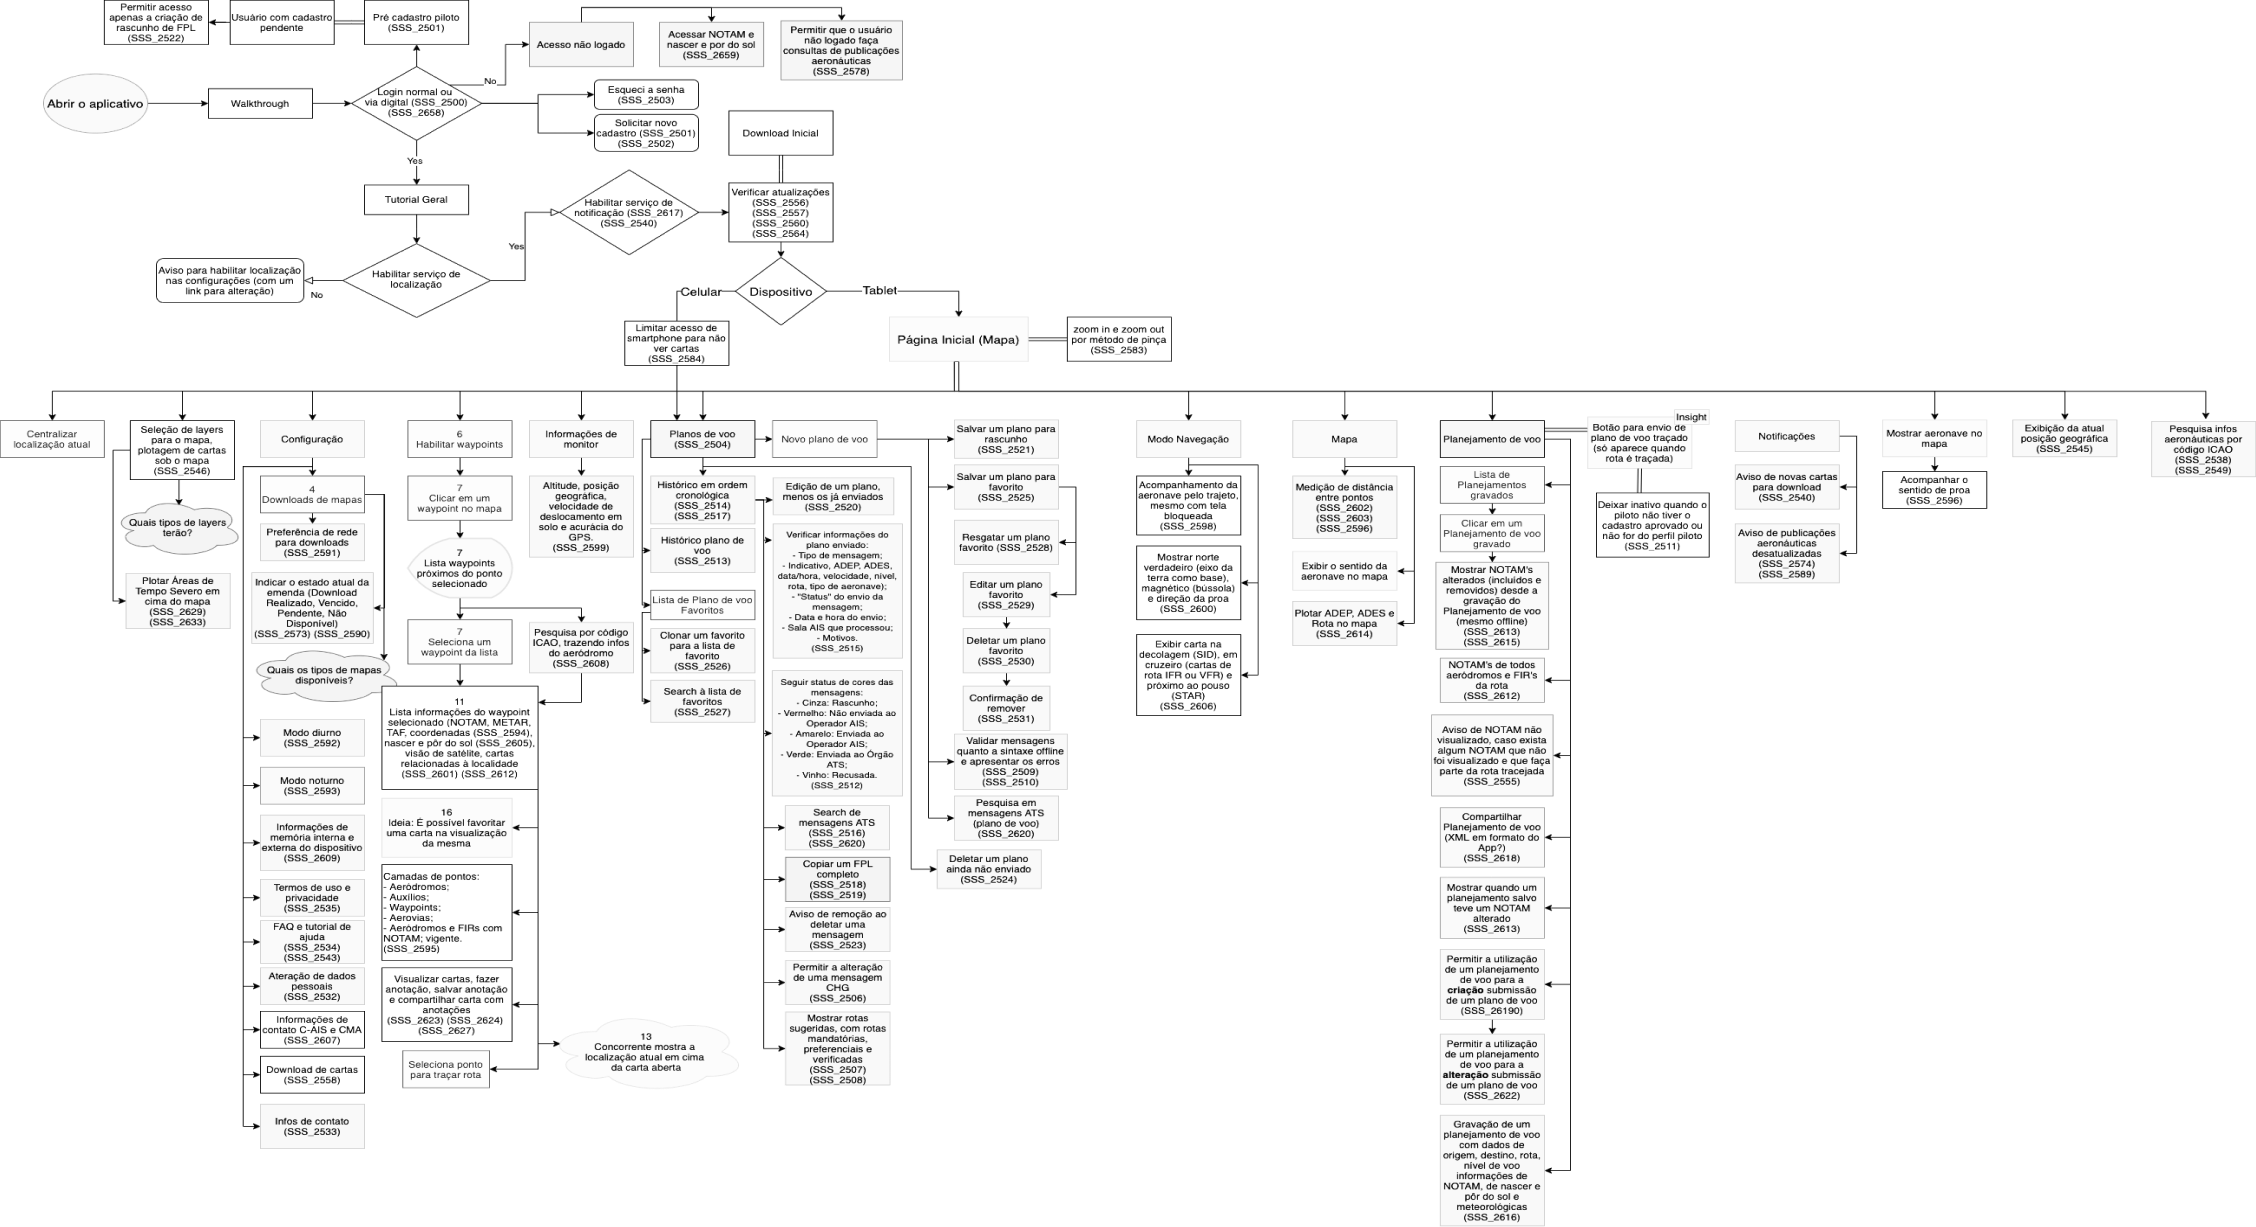 Permitir acesso
apenas a criação de
rascunho de FPL
(SSS_2522)
Usuário com cadastro
pendente
Pré cadastro piloto
(SSS_2501)
Acesso não logado
Acessar NOTAM e
nascer e por do sol
(SSS_2659)
Permitir que o usuário
não logado faça
consultas de publicações
aeronáuticas
(SSS_2578)
No
Abrir o aplicativo
Walkthrough
Login normal ou
via digital (SSS_2500)
(SSS_2658)
Esqueci a senha
(SSS_2503)
Solicitar novo
cadastro (SSS_2501)
(SSS_2502)
Yes
Download Inicial
Tutorial Geral
Habilitar serviço de
notificação (SSS_2617)
(SSS_2540)
Verificar atualizações
(SSS_2556)
(SSS_2557)
(SSS_2560)
(SSS_2564)
Yes
Aviso para habilitar localização
nas configurações (com um
link para alteração)
No
Habilitar serviço de
localização
Celular
Dispositivo
Tablet
Limitar acesso de
smartphone para não
ver cartas
(SSS_2584)
Página Inicial (Mapa)
zoom in e zoom out
por método de pinça
(SSS_2583)
Centralizar
localização atual
Seleção de layers
para o mapa,
plotagem de cartas
sob o mapa
(SSS_2546)
Quais tipos de layers
terão?
Plotar Áreas de
Tempo Severo em
cima do mapa
(SSS_2629)
(SSS_2633)
Configuração
4
Downloads de mapas
Preferência de rede
para downloads
(SSS_2591)
Indicar o estado atual da
emenda (Download
Realizado, Vencido,
Pendente, Não
Disponível)
(SSS_2573) (SSS_2590)
Quais os tipos de mapas
disponíveis?
Modo diurno
(SSS_2592)
Modo noturno
(SSS_2593)
Informações de
memória interna e
externa do dispositivo
(SSS_2609)
Termos de uso e
privacidade
(SSS_2535)
FAQ e tutorial de
ajuda
(SSS_2534)
(SSS_2543)
Ateração de dados
pessoais
(SSS_2532)
Informações de
contato C-AIS e CMA
(SSS_2607)
Download de cartas
(SSS_2558)
Infos de contato
(SSS_2533)
6
Habilitar waypoints
7
Clicar em um
waypoint no mapa
7
Lista waypoints
próximos do ponto
selecionado
7
Seleciona um
waypoint da lista
11
Lista informações do waypoint
selecionado (NOTAM, METAR,
TAF, coordenadas (SSS_2594),
nascer e pôr do sol (SSS_2605),
visão de satélite, cartas
relacionadas à localidade
(SSS_2601) (SSS_2612)
16
Ideia: É possível favoritar
uma carta na visualização
da mesma
Camadas de pontos:
- Aeródromos;
- Auxílios;
- Waypoints;
- Aerovias;
- Aeródromos e FIRs com
NOTAM; vigente.
(SSS_2595)
Visualizar cartas, fazer
anotação, salvar anotação
e compartilhar carta com
anotações
(SSS_2623) (SSS_2624)
(SSS_2627)
Seleciona ponto
para traçar rota
13
Concorrente mostra a
localização atual em cima
da carta aberta
Informações de
monitor
Altitude, posição
geográfica,
velocidade de
deslocamento em
solo e acurácia do
GPS.
(SSS_2599)
Pesquisa por código
ICAO, trazendo infos
do aeródromo
(SSS_2608)
Planos de voo
(SSS_2504)
Histórico em ordem
cronológica
(SSS_2514)
(SSS_2517)
Histórico plano de
voo
(SSS_2513)
Lista de Plano de voo
Favoritos
Clonar um favorito
para a lista de
favorito
(SSS_2526)
Search à lista de
favoritos
(SSS_2527)
Novo plano de voo
Edição de um plano,
menos os já enviados
(SSS_2520)
Verificar informações do
plano enviado:
- Tipo de mensagem;
- Indicativo, ADEP, ADES,
data/hora, velocidade, nível,
rota, tipo de aeronave);
- "Status" do envio da
mensagem;
- Data e hora do envio;
- Sala AIS que processou;
- Motivos.
(SSS_2515)
Seguir status de cores das
mensagens:
- Cinza: Rascunho;
- Vermelho: Não enviada ao
Operador AIS;
- Amarelo: Enviada ao
Operador AIS;
- Verde: Enviada ao Órgão
ATS;
- Vinho: Recusada.
(SSS_2512)
Search de
mensagens ATS
(SSS_2516)
(SSS_2620)
Copiar um FPL
completo
(SSS_2518)
(SSS_2519)
Aviso de remoção ao
deletar uma
mensagem
(SSS_2523)
Permitir a alteração
de uma mensagem
CHG
(SSS_2506)
Mostrar rotas
sugeridas, com rotas
mandatórias,
preferenciais e
verificadas
(SSS_2507)
(SSS_2508)
Salvar um plano para
rascunho
(SSS_2521)
Salvar um plano para
favorito
(SSS_2525)
Resgatar um plano
favorito (SSS_2528)
Editar um plano
favorito
(SSS_2529)
Deletar um plano
favorito
(SSS_2530)
Confirmação de
remover
(SSS_2531)
Validar mensagens
quanto a sintaxe offline
e apresentar os erros
(SSS_2509)
(SSS_2510)
Pesquisa em
mensagens ATS
(plano de voo)
(SSS_2620)
Deletar um plano
ainda não enviado
(SSS_2524)
Modo Navegação
Acompanhamento da
aeronave pelo trajeto,
mesmo com tela
bloqueada
(SSS_2598)
Mostrar norte
verdadeiro (eixo da
terra como base),
magnético (bússola) e
direção da proa
(SSS_2600)
Exibir carta na
decolagem (SID), em
cruzeiro (cartas de
rota IFR ou VFR) e
próximo ao pouso
(STAR)
(SSS_2606)
Mapa
Medição de distância
entre pontos
(SSS_2602)
(SSS_2603)
(SSS_2596)
Exibir o sentido da
aeronave no mapa
Plotar ADEP, ADES e
Rota no mapa
(SSS_2614)
Planejamento de voo
Lista de
Planejamentos
gravados
Clicar em um
Planejamento de voo
gravado
Mostrar NOTAM's
alterados (incluídos e
removidos) desde a
gravação do
Planejamento de voo
(mesmo offline)
(SSS_2613)
(SSS_2615)
NOTAM's de todos
aeródromos e FIR's
da rota
(SSS_2612)
Aviso de NOTAM não
visualizado, caso exista
algum NOTAM que não
foi visualizado e que faça
parte da rota tracejada
(SSS_2555)
Compartilhar
Planejamento de voo
(XML em formato do
App?)
(SSS_2618)
Mostrar quando um
planejamento salvo
teve um NOTAM
alterado
(SSS_2613)
Permitir a utilização
de um planejamento
de voo para a
criação submissão
de um plano de voo
(SSS_26190)
Permitir a utilização
de um planejamento
de voo para a
alteração submissão
de um plano de voo
(SSS_2622)
Gravação de um
planejamento de voo
com dados de
origem, destino, rota,
nível de voo
informações de
NOTAM, de nascer e
pôr do sol e
meteorológicas
(SSS_2616)
Insight
Botão para envio de
plano de voo traçado
(só aparece quando
rota é traçada)
Deixar inativo quando o
piloto não tiver o
cadastro aprovado ou
não for do perfil piloto
(SSS_2511)
Notificações
Aviso de novas cartas
para download
(SSS_2540)
Aviso de publicações
aeronáuticas
desatualizadas
(SSS_2574)
(SSS_2589)
Mostrar aeronave no
mapa
Acompanhar o
sentido de proa
(SSS_2596)
Exibição da atual
posição geográfica
(SSS_2545)
Pesquisa infos
aeronáuticas por
código ICAO
(SSS_2538)
(SSS_2549)